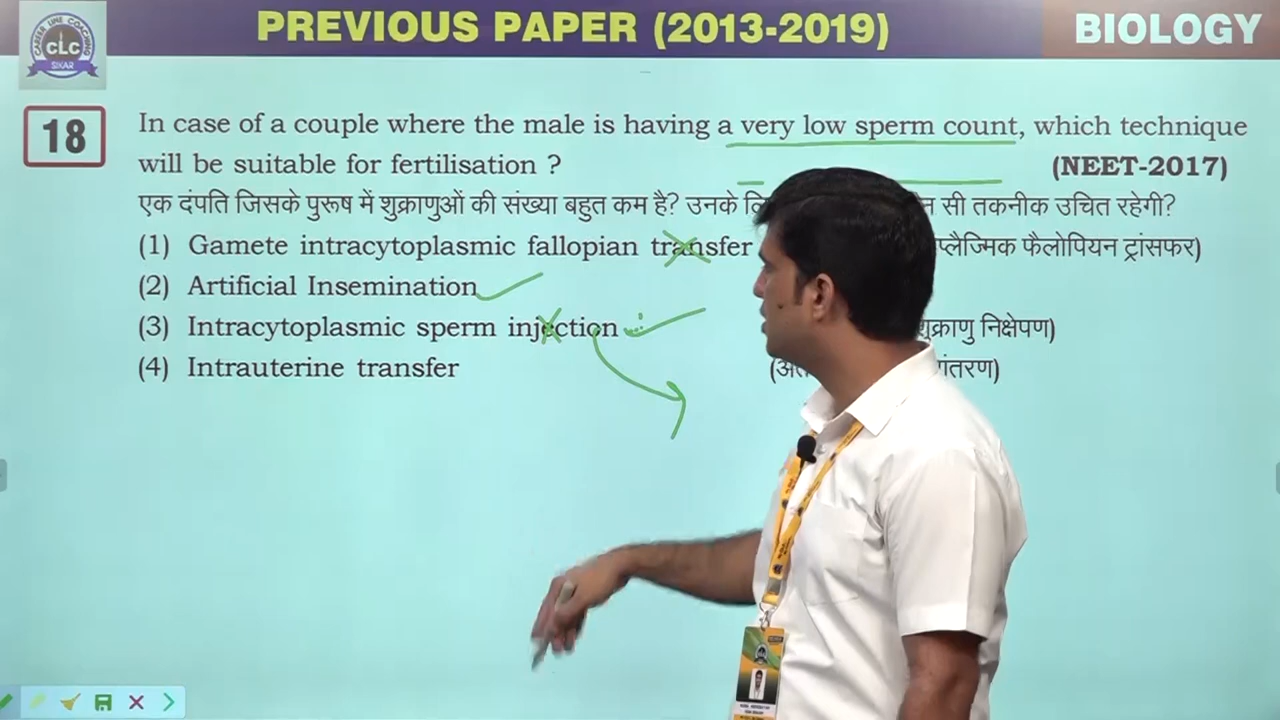 PREVIOUS PAPER (2013-2019)
BIOLOGY
CAREER LINE COACHING
CLC
SIKAR
18
In case of a couple where the male is having a very low sperm count, which technique
will be suitable for fertilisation ?
(NEET-2017)
एक दंपति जिसके पुरूष में शुक्राणुओं की संख्या बहुत कम है? उनके सी तकनीक उचित रहेगी?
(1) Gamete intracytoplasmic fallopian transfer फैलोपियन ट्रांसफर)
(2) Artificial Insemination
(3) Intracytoplasmic sperm injection शुक्राणु निक्षेपण)
(4) Intrauterine transfer